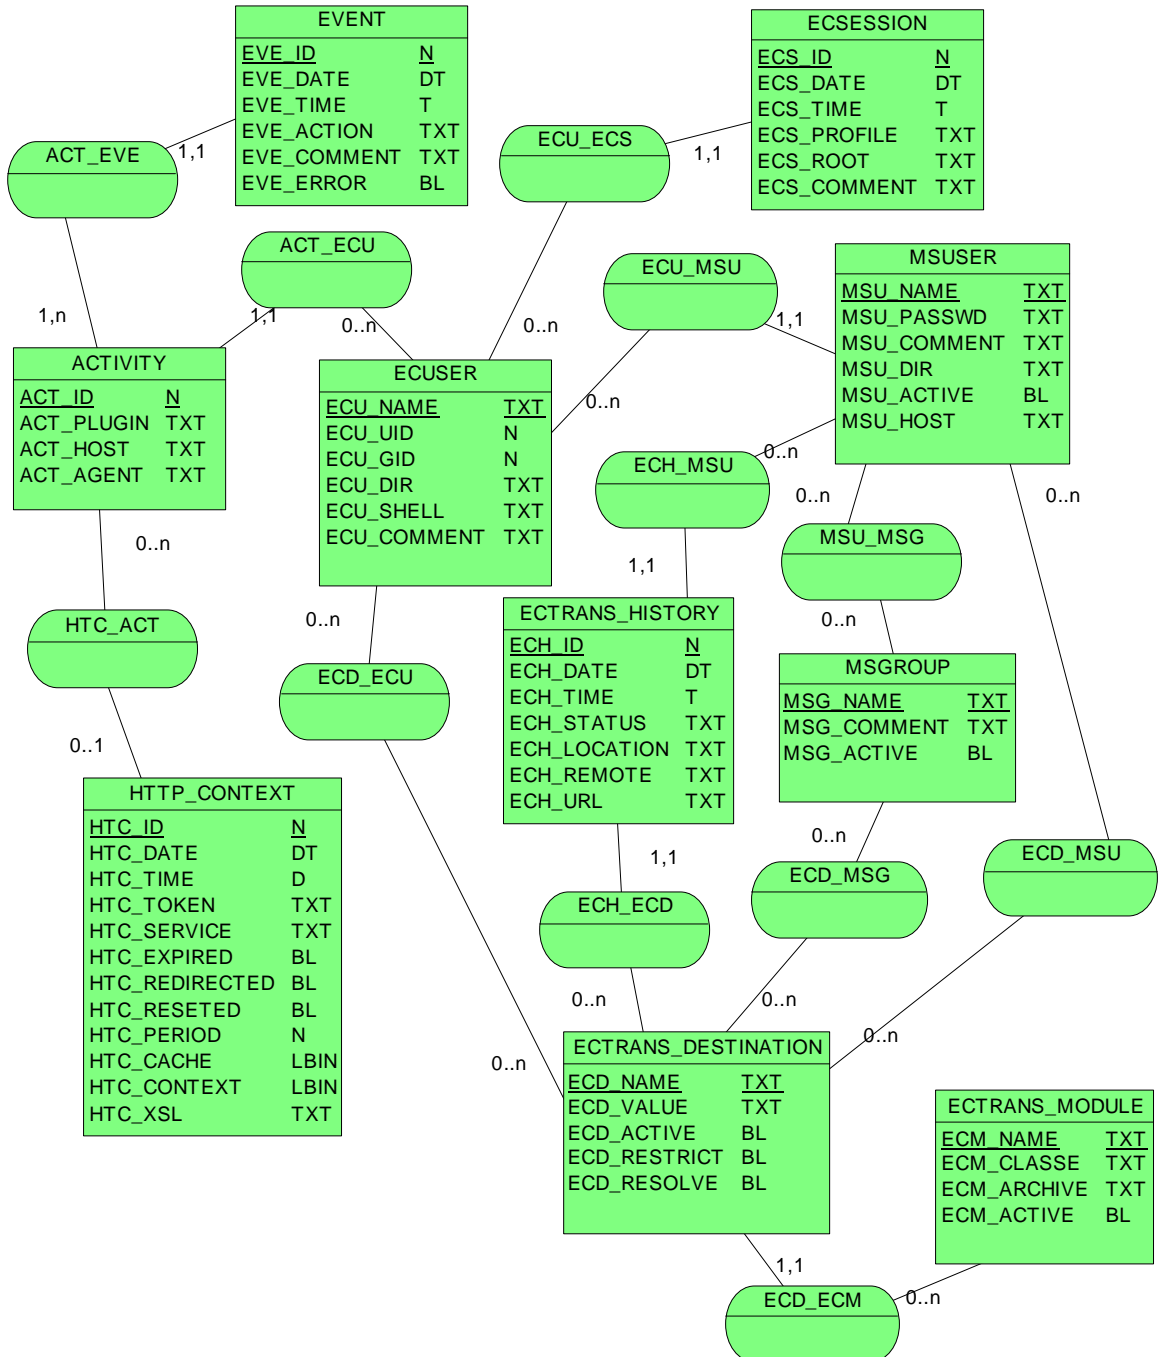 EVENT
EVE_ID N
EVE_DATE DT
EVE_TIME T
EVE_ACTION TXT
EVE_COMMENT TXT
EVE_ERROR BL
ECSESSION
ECS_ID N
ECS_DATE DT
ECS_TIME T
ECS_PROFILE TXT
ECS_ROOT TXT
ECS_COMMENT TXT
ACT_EVE
1,1
ECU_ECS
1,1
ACT_ECU
ECU_MSU
MSUSER
MSU_NAME TXT
MSU_PASSWD TXT
MSU_COMMENT TXT
MSU_DIR TXT
MSU_ACTIVE BL
MSU_HOST TXT
1,n
1,1
0..n
0..n
1,1
ACTIVITY
ACT_ID N
ACT_PLUGIN TXT
ACT_HOST TXT
ACT_AGENT TXT
ECUSER
ECU_NAME TXT
ECU_UID N
ECU_GID N
ECU_DIR TXT
ECU_SHELL TXT
ECU_COMMENT TXT
0..n
ECH_MSU
0..n
0..n
0..n
0..n
MSU_MSG
1,1
HTC_ACT
0..n
ECTRANS_HISTORY
ECH_ID N
ECH_DATE DT
ECH_TIME T
ECH_STATUS TXT
ECH_LOCATION TXT
ECH_REMOTE TXT
ECH_URL TXT
0..n
ECD_ECU
MSGROUP
MSG_NAME TXT
MSG_COMMENT TXT
MSG_ACTIVE BL
0..1
HTTP_CONTEXT
HTC_ID N
HTC_DATE DT
HTC_TIME D
HTC_TOKEN TXT
HTC_SERVICE TXT
HTC_EXPIRED BL
HTC_REDIRECTED BL
HTC_RESETED BL
HTC_PERIOD N
HTC_CACHE LBIN
HTC_CONTEXT LBIN
HTC_XSL TXT
0..n
1,1
ECD_MSU
ECD_MSG
ECH_ECD
0..n
0..n
0..n
0..n
ECTRANS_DESTINATION
ECD_NAME TXT
ECD_VALUE TXT
ECD_ACTIVE BL
ECD_RESTRICT BL
ECD_RESOLVE BL
ECTRANS_MODULE
ECM_NAME TXT
ECM_CLASSE TXT
ECM_ARCHIVE TXT
ECM_ACTIVE BL
1,1
ECD_ECM
0..n